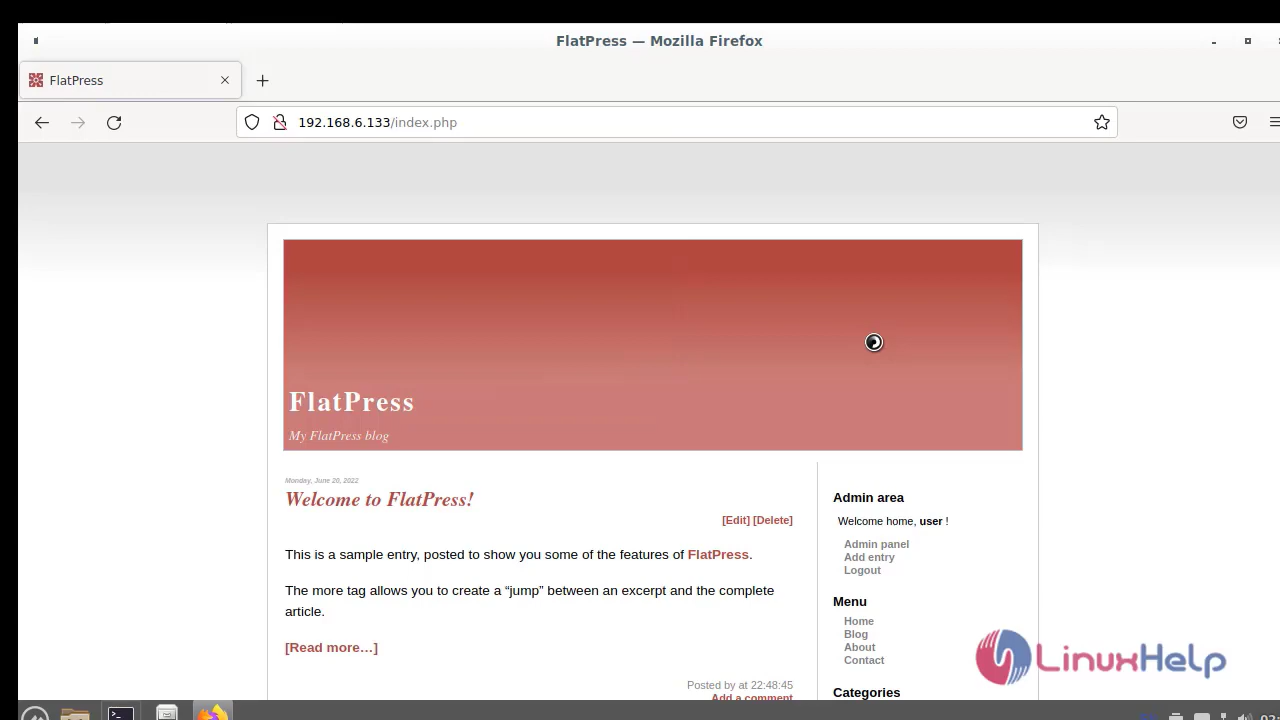 FlatPress — Mozilla Firefox
FlatPress
192.168.6.133/index.php
FlatPress
My FlatPress blog
Monday, June 20, 2022
Welcome to FlatPress!
[Edit] [Delete]
This is a sample entry, posted to show you some of the features of FlatPress.
The more tag allows you to create a “jump” between an excerpt and the complete
article.
[Read more…]
Posted by at 22:48:45
Add a comment
Admin area
Welcome home, user !
Admin panel
Add entry
Logout
Menu
Home
Blog
About
Contact
Categories
LinuxHelp